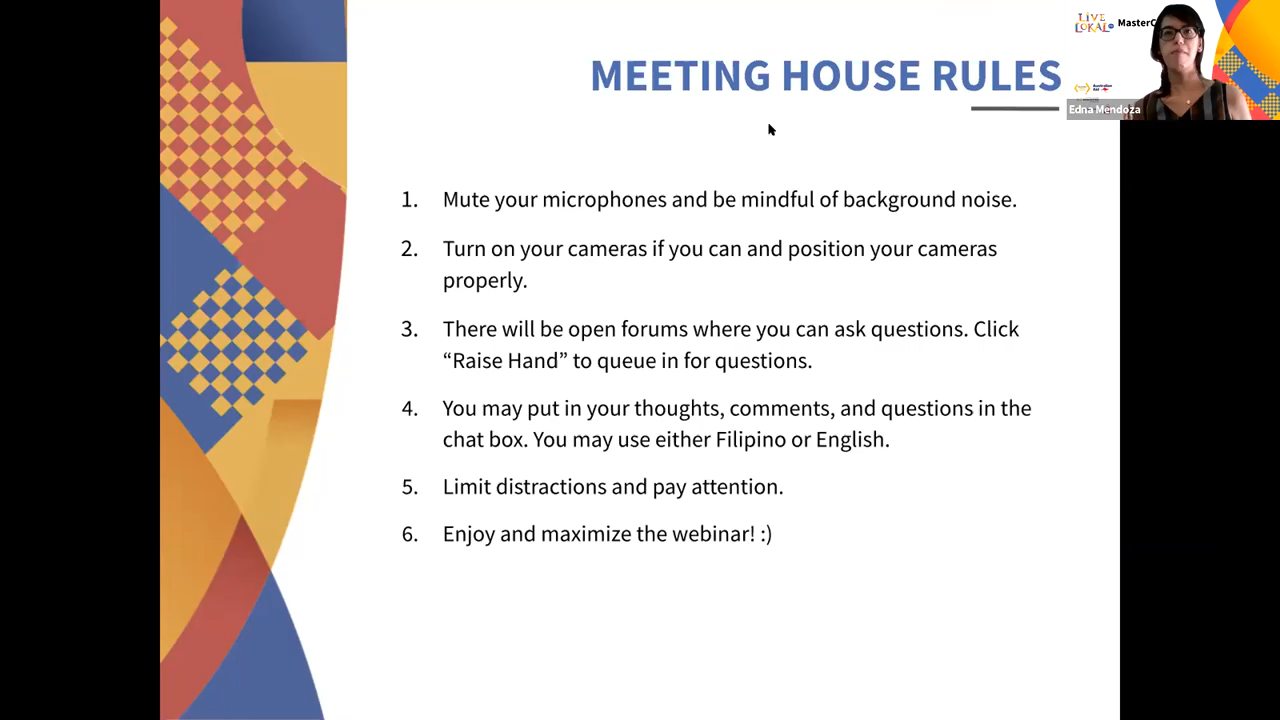 LIVE
LOKAL
MasterC
MEETING HOUSE RULES
Australian
Aid
Edna Mendoza
1. Mute your microphones and be mindful of background noise.
2. Turn on your cameras if you can and position your cameras
properly.
3. There will be open forums where you can ask questions. Click
“Raise Hand” to queue in for questions.
4. You may put in your thoughts, comments, and questions in the
chat box. You may use either Filipino or English.
5. Limit distractions and pay attention.
6. Enjoy and maximize the webinar! :)